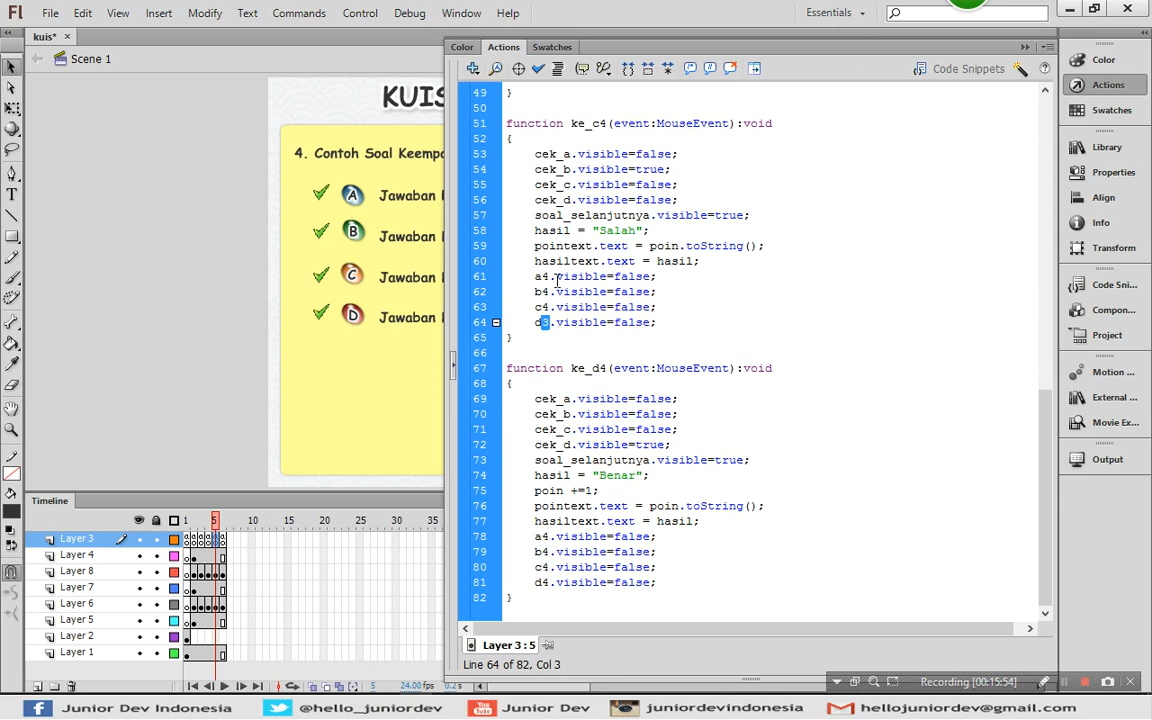 Fl File Edit View Insert Modify Text Commands Control Debug Window Help Essentials
kuis* ×
Scene 1
Color Actions Swatches
Code Snippets
KUIS
4. Contoh Soal Keempa
A Jawaban
B Jawaban
C Jawaban
D Jawaban
49 }
50
51 function ke_c4(event:MouseEvent):void
52 {
53 cek_a.visible=false;
54 cek_b.visible=true;
55 cek_c.visible=false;
56 cek_d.visible=false;
57 soal_selanjutnya.visible=true;
58 hasil = "Salah";
59 pointext.text = poin.toString();
60 hasiltext.text = hasil;
61 a4.visible=false;
62 b4.visible=false;
63 c4.visible=false;
64 d3.visible=false;
65 }
66
67 function ke_d4(event:MouseEvent):void
68 {
69 cek_a.visible=false;
70 cek_b.visible=false;
71 cek_c.visible=false;
72 cek_d.visible=true;
73 soal_selanjutnya.visible=true;
74 hasil = "Benar";
75 poin +=1;
76 pointext.text = poin.toString();
77 hasiltext.text = hasil;
78 a4.visible=false;
79 b4.visible=false;
80 c4.visible=false;
81 d4.visible=false;
82 }
Layer 3 : 5
Line 64 of 82, Col 3
Color
Actions
Swatches
Library
Properties
Align
Info
Transform
Code Sni...
Compon...
Project
Motion ...
External ...
Movie Ex...
Output
Timeline
1 5 10 15 20 25 30 35
Layer 3
Layer 4
Layer 8
Layer 7
Layer 6
Layer 5
Layer 2
Layer 1
5 24.00 fps 0.2 s
Recording [00:15:54]
Junior Dev Indonesia @hello_juniordev Junior Dev juniordevindonesia hellojuniordev@gmail.com